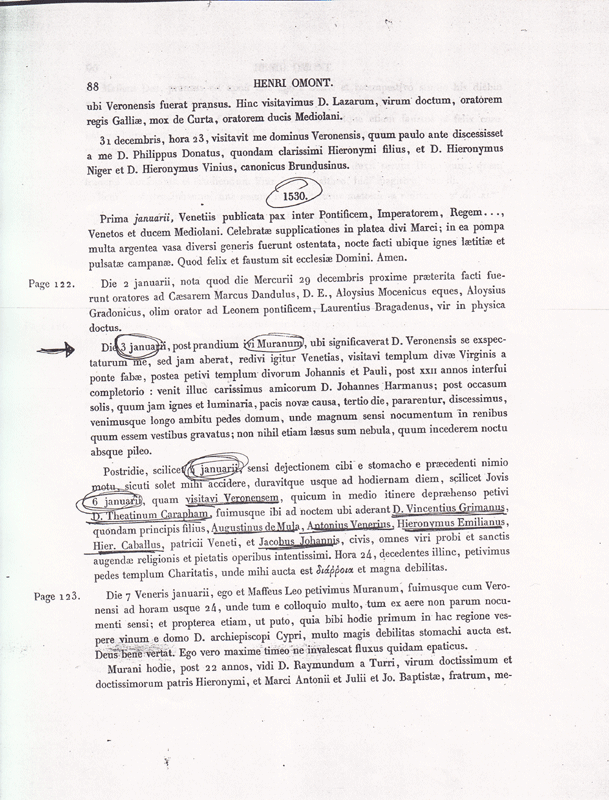 88
HENRI OMONT.
ubi Veronensis fuerat pransus. Hinc visitavimus D. Lazarum, virum doctum, oratorem
regis Galliæ, mox de Curta, oratorem ducis Mediolani.
31 decembris, hora 23, visitavit me dominus Veronensis, quum paulo ante discessisset
a me D. Philippus Donatus, quondam clarissimi Hieronymi filius, et D. Hieronymus
Niger et D. Hieronymus Vinius, canonicus Brundusinus.
1530.
Prima januarii, Venetiis publicata pax inter Pontificem, Imperatorem, Regem...,
Venetos et ducem Mediolani. Celebratæ supplicationes in platea divi Marci; in ea pompa
multa argentea vasa diversi generis fuerunt ostentata, nocte facti ubique ignes lætitiæ et
pulsatæ campanæ. Quod felix et faustum sit ecclesiæ Domini. Amen.
Page 122.
Die 2 januarii, nota quod die Mercurii 29 decembris proxime præterita facti fue-
runt oratores ad Cæsarem Marcus Dandulus, D. E., Aloysius Mocenicus eques, Aloysius
Gradonicus, olim orator ad Leonem pontificem, Laurentius Bragadenus, vir in physica
doctus.
Die 3 januarii, post prandium ivi Muranum, ubi significaverat D. Veronensis se exspec-
taturum me, sed jam aberat, redivi igitur Venetias, visitavi templum divæ Virginis a
ponte fabæ, postea petivi templum divorum Johannis et Pauli, post XXII annos interfui
completorio : venit illuc carissimus amicorum D. Johannes Harmanus; post occasum
solis, quum jam ignes et luminaria, pacis novæ causa, tertio die, pararentur, discessimus,
venimusque longo ambitu pedes domum, unde magnum sensi nocumentum in renibus
quum essem vestibus gravatus; non nihil etiam læsus sum nebula, quum incederem noctu
absque pileo.
Postridie, scilicet januarii, sensi dejectionem cibi e stomacho e præcedenti nimio
motu, sicuti solet mihi accidere, duravitque usque ad hodiernam diem, scilicet Jovis
6 januarii, quam visitavi Veronensem, quicum in medio itinere depræhenso petivi
D. Theatinum Carapham, fuimusque ibi ad noctem ubi aderant D. Vincentius Grimanus,
quondam principis filius, Augustinus de Mula, Antonius Venerius, Hieronymus Emilianus,
Hier. Caballus, patricii Veneti, et Jacobus Johannis, civis, omnes viri probi et sanctis
augendæ religionis et pietatis operibus intentissimi. Hora 24, decedentes illinc, petivimus
pedes templum Charitatis, unde mihi aucta est διάρροια et magna debilitas.
Page 123.
Die 7 Veneris januarii, ego et Maffeus Leo petivimus Muranum, fuimusque cum Vero-
nensi ad horam usque 24, unde tum e colloquio multo, tum ex aere non parum nocu-
menti sensi; et propterea etiam, ut puto, quia bibi hodie primum in hac regione ves-
pere vinum e domo D. archiepiscopi Cypri, multo magis debilitas stomachi aucta est.
Deus bene vertat. Ego vero maxime timeo ne invalescat fluxus quidam epaticus.
Murani hodie, post 22 annos, vidi D. Raymundum a Turri, virum doctissimum et
doctissimorum patris Hieronymi, et Marci Antonii et Julii et Jo. Baptistæ, fratrum, me-